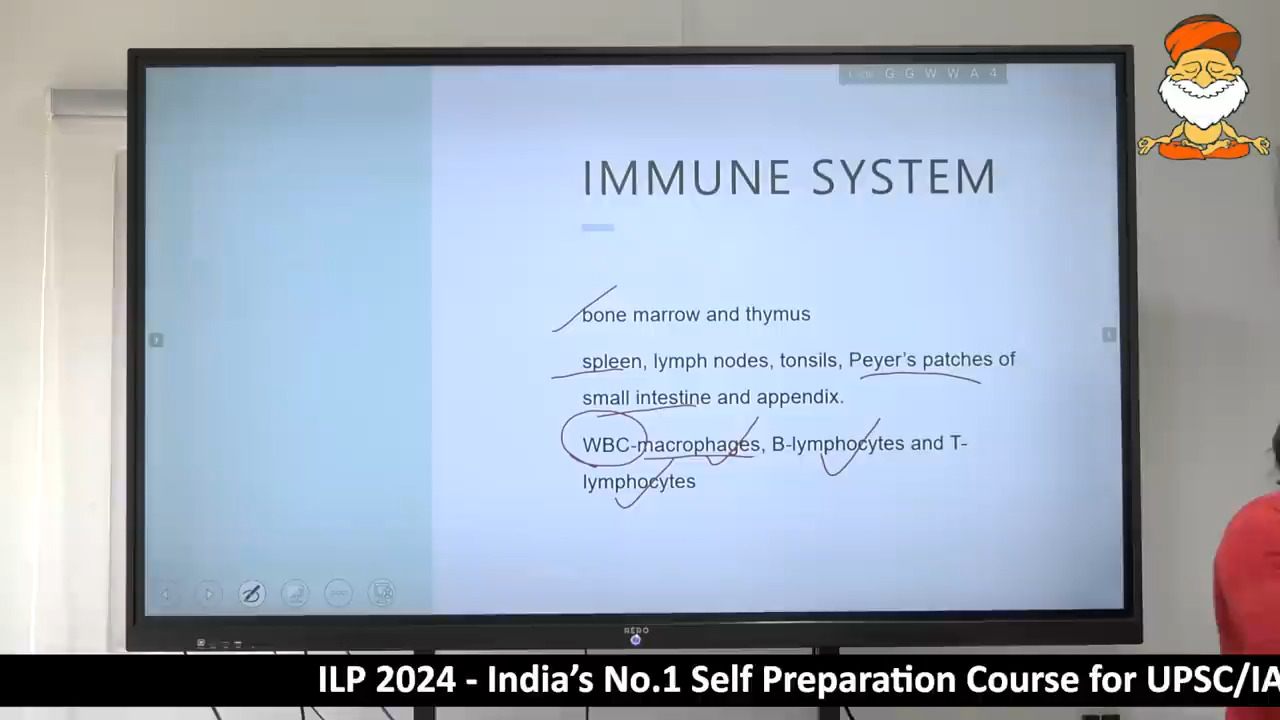 G G W W A 4
IMMUNE SYSTEM
bone marrow and thymus
spleen, lymph nodes, tonsils, Peyer's patches of
small intestine and appendix.
WBC-macrophages, B-lymphocytes and T-
lymphocytes
ILP 2024 - India’s No.1 Self Preparation Course for UPSC/IA